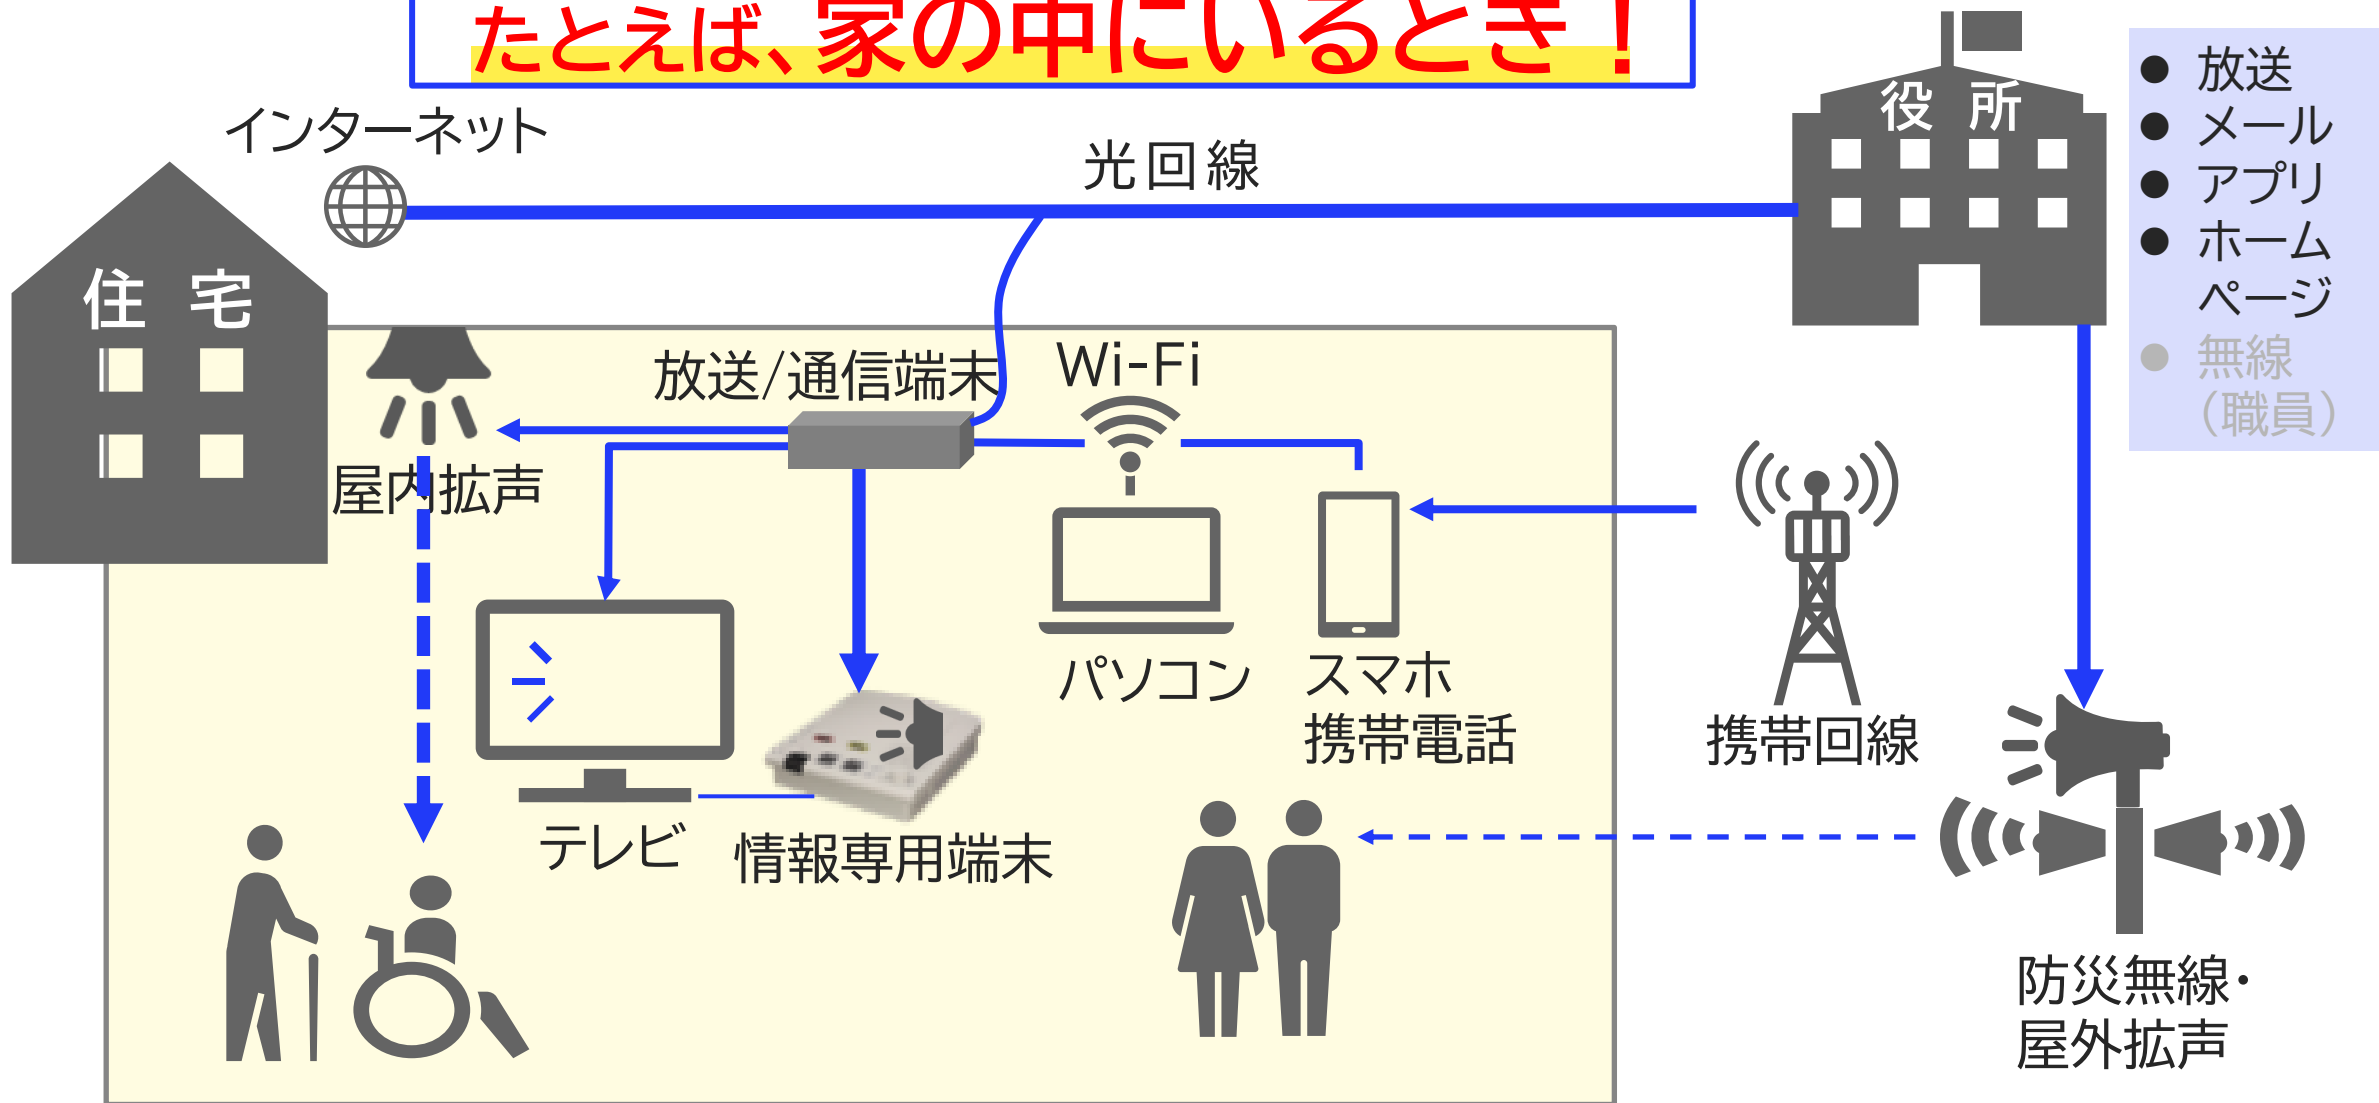 たとえば、家の中にいるとき！
インターネット
光回線
役所
● 放送
● メール
● アプリ
● ホーム
ページ
● 無線
（職員）
住宅
放送/通信端末
Wi-Fi
屋内拡声
パソコン
スマホ
携帯電話
携帯回線
テレビ
情報専用端末
防災無線・
屋外拡声